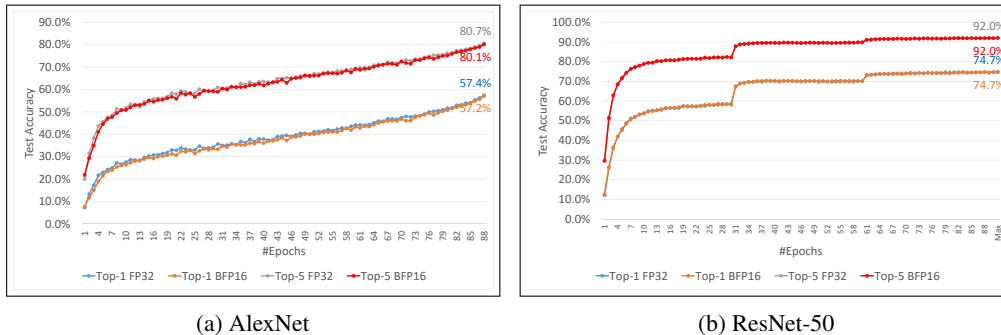 90.0%
80.0%
70.0%
60.0%
50.0%
40.0%
30.0%
20.0%
10.0%
0.0%
Test Accuracy
80.7%
80.1%
57.4%
57.2%
1 4 7 10 13 16 19 22 25 28 31 34 37 40 43 46 49 52 55 58 61 64 67 70 73 76 79 82 85 88
#Epochs
Top-1 FP32 Top-1 BFP16 Top-5 FP32 Top-5 BFP16
(a) AlexNet
100.0%
90.0%
80.0%
70.0%
60.0%
50.0%
40.0%
30.0%
20.0%
10.0%
0.0%
Test Accuracy
92.0%
92.0%
74.7%
74.7%
1 4 7 10 13 16 19 22 25 28 31 34 37 40 43 46 49 52 55 58 61 64 67 70 73 76 79 82 85 88 Max
#Epochs
Top-1 FP32 Top-1 BFP16 Top-5 FP32 Top-5 BFP16
(b) ResNet-50